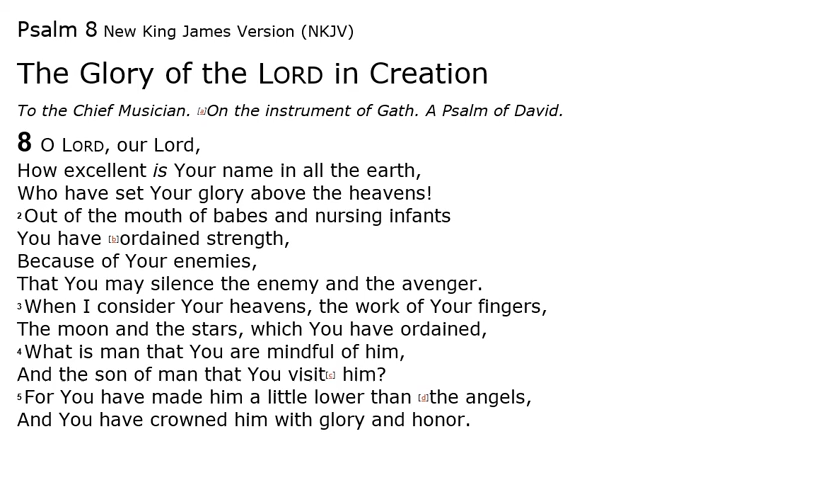 Psalm 8 New King James Version (NKJV)
The Glory of the LORD in Creation
To the Chief Musician. [a]On the instrument of Gath. A Psalm of David.
8 O LORD, our Lord,
How excellent is Your name in all the earth,
Who have set Your glory above the heavens!
2 Out of the mouth of babes and nursing infants
You have [b]ordained strength,
Because of Your enemies,
That You may silence the enemy and the avenger.
3 When I consider Your heavens, the work of Your fingers,
The moon and the stars, which You have ordained,
4 What is man that You are mindful of him,
And the son of man that You visit[c] him?
5 For You have made him a little lower than [d]the angels,
And You have crowned him with glory and honor.